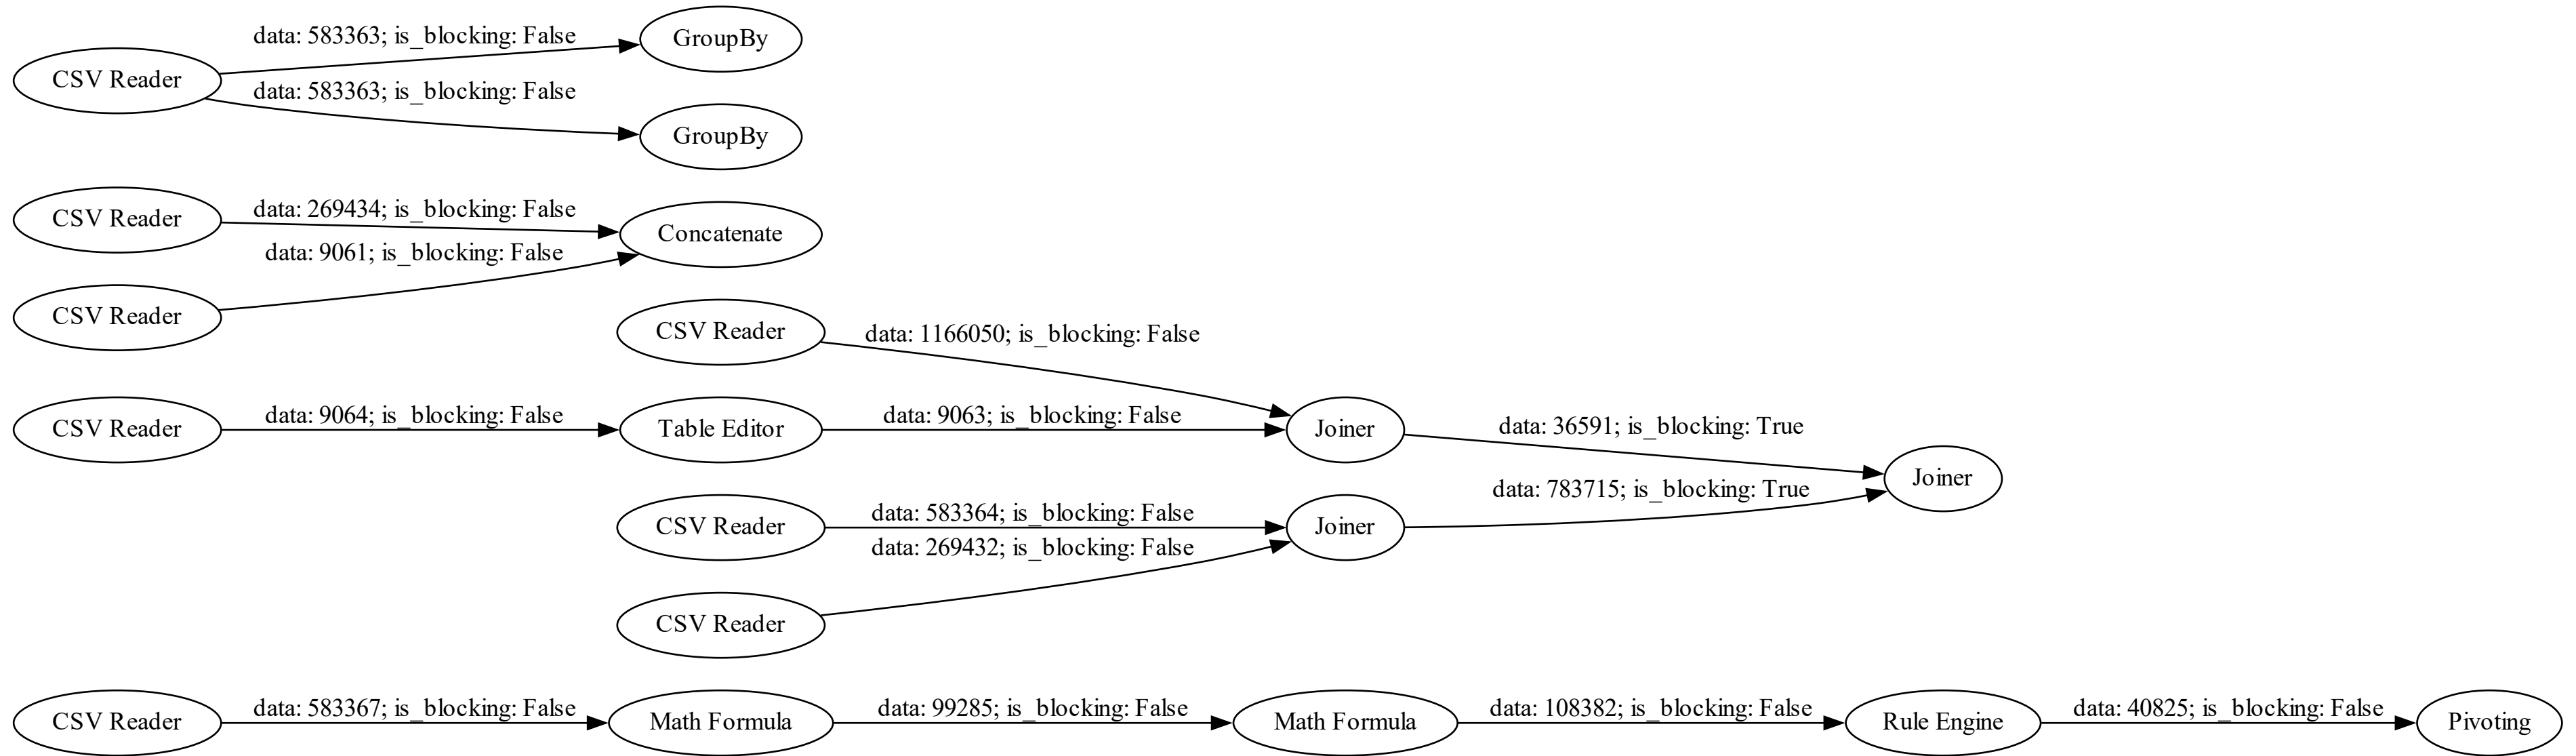 CSV Reader
data: 583363; is_blocking: False
GroupBy
data: 583363; is_blocking: False
GroupBy
CSV Reader
data: 269434; is_blocking: False
Concatenate
CSV Reader
data: 9061; is_blocking: False
CSV Reader
data: 1166050; is_blocking: False
CSV Reader
data: 9064; is_blocking: False
Table Editor
data: 9063; is_blocking: False
Joiner
data: 36591; is_blocking: True
Joiner
CSV Reader
data: 583364; is_blocking: False
Joiner
data: 783715; is_blocking: True
data: 269432; is_blocking: False
CSV Reader
CSV Reader
data: 583367; is_blocking: False
Math Formula
data: 99285; is_blocking: False
Math Formula
data: 108382; is_blocking: False
Rule Engine
data: 40825; is_blocking: False
Pivoting